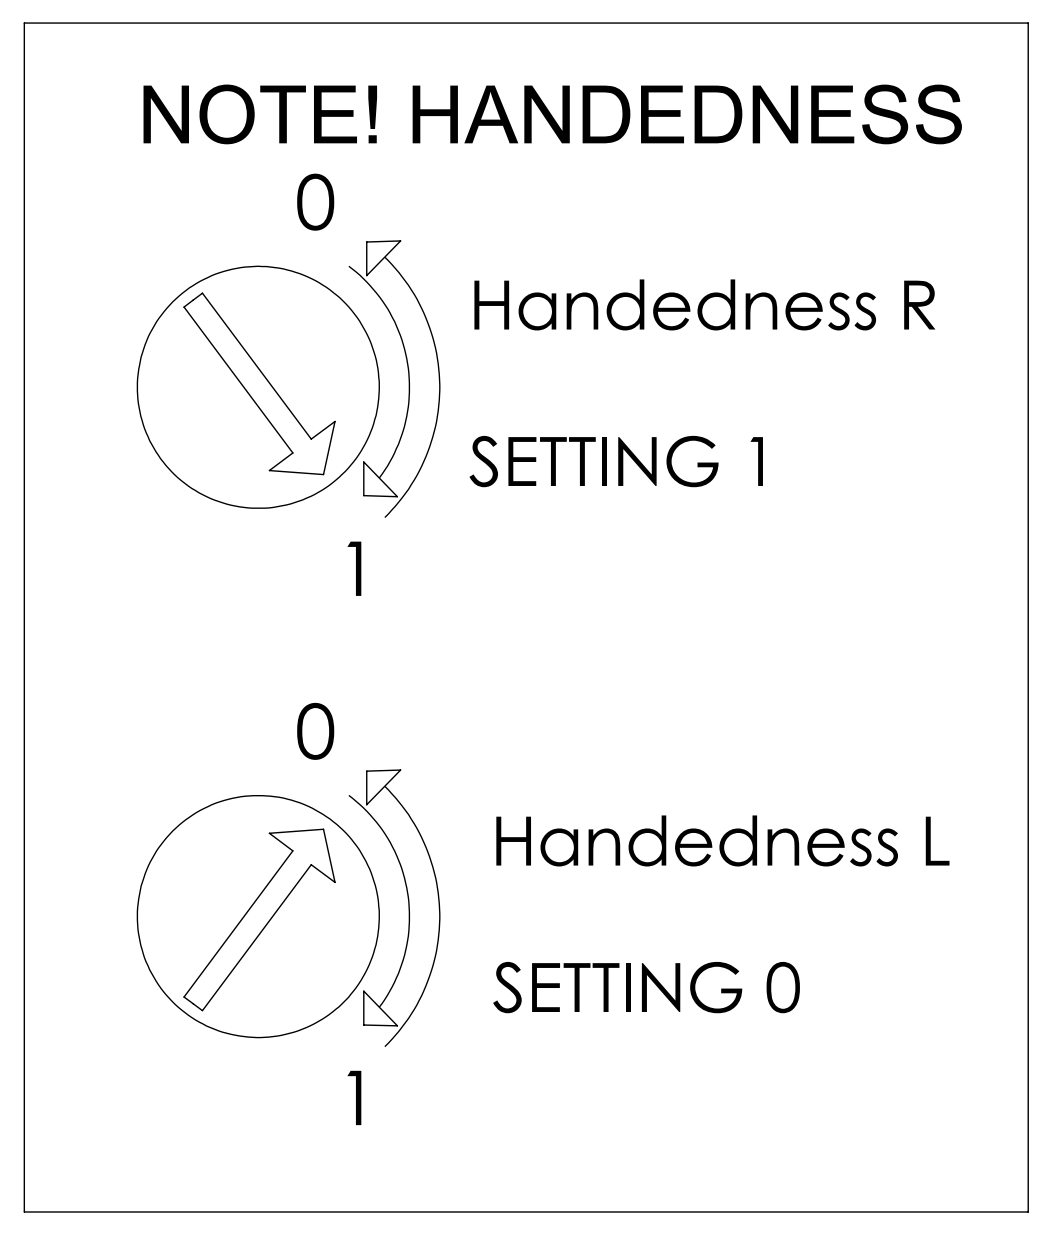 NOTE! HANDEDNESS
0
Handedness R
SETTING 1
1
0
Handedness L
SETTING 0
1